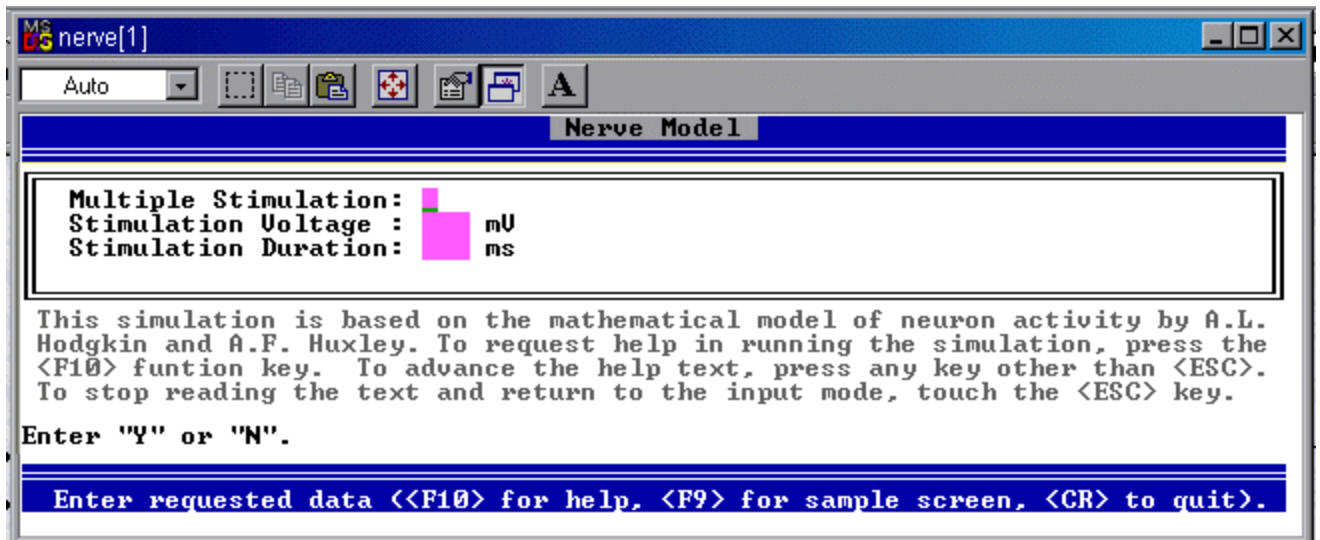 nerve[1]
Auto
A
Nerve Model
Multiple Stimulation:
Stimulation Voltage : mV
Stimulation Duration: ms
This simulation is based on the mathematical model of neuron activity by A.L.
Hodgkin and A.F. Huxley. To request help in running the simulation, press the
<F10> funtion key. To advance the help text, press any key other than <ESC>.
To stop reading the text and return to the input mode, touch the <ESC> key.
Enter "Y" or "N".
Enter requested data (<F10> for help, <F9> for sample screen, <CR> to quit).